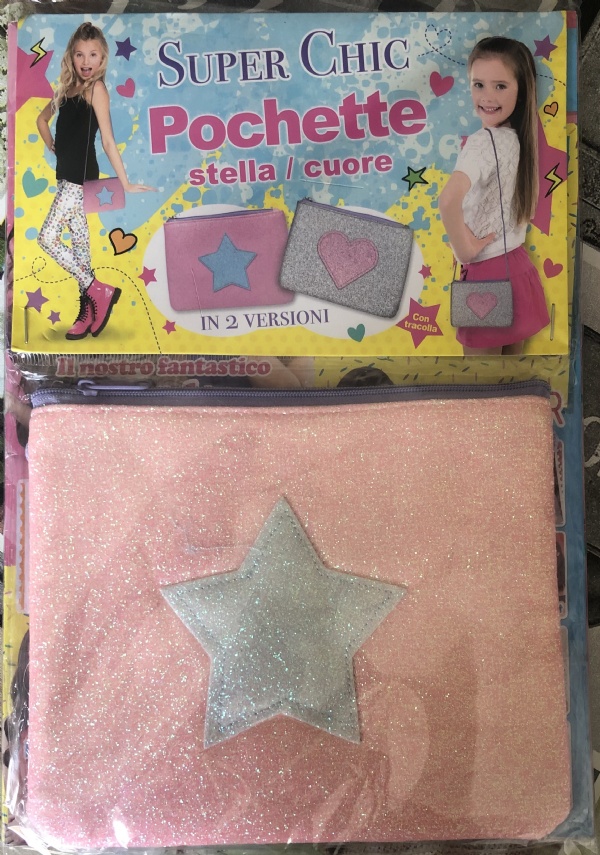 SUPER CHIC
Pochette
stella / cuore
IN 2 VERSIONI
Con
tracolla
Il nostro fantastico